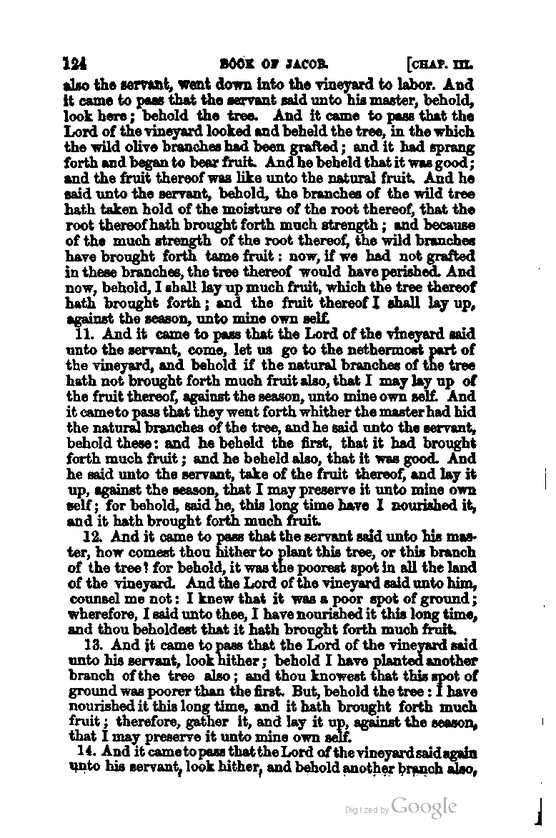 124 BOOK OF JACOB. [CHAP. III.
also the servant, went down into the vineyard to labor. And
it came to pass that the servant said unto his master, behold,
look here; behold the tree. And it came to pass that the
Lord of the vineyard looked and beheld the tree, in the which
the wild olive branches had been grafted; and it had sprang
forth and began to bear fruit. And he beheld that it was good;
and the fruit thereof was like unto the natural fruit. And he
said unto the servant, behold, the branches of the wild tree
hath taken hold of the moisture of the root thereof, that the
root thereof hath brought forth much strength; and because
of the much strength of the root thereof, the wild branches
have brought forth tame fruit: now, if we had not grafted
in these branches, the tree thereof would have perished. And
now, behold, I shall lay up much fruit, which the tree thereof
hath brought forth; and the fruit thereof I shall lay up,
against the season, unto mine own self.
11. And it came to pass that the Lord of the vineyard said
unto the servant, come, let us go to the nethermost part of
the vineyard, and behold if the natural branches of the tree
hath not brought forth much fruit also, that I may lay up of
the fruit thereof, against the season, unto mine own self. And
it came to pass that they went forth whither the master had hid
the natural branches of the tree, and he said unto the servant,
behold these: and he beheld the first, that it had brought
forth much fruit; and he beheld also, that it was good. And
he said unto the servant, take of the fruit thereof, and lay it
up, against the season, that I may preserve it unto mine own
self; for behold, said he, this long time have I nourished it,
and it hath brought forth much fruit.
12. And it came to pass that the servant said unto his mas-
ter, how comest thou hither to plant this tree, or this branch
of the tree? for behold, it was the poorest spot in all the land
of the vineyard. And the Lord of the vineyard said unto him,
counsel me not: I knew that it was a poor spot of ground;
wherefore, I said unto thee, I have nourished it this long time,
and thou beholdest that it hath brought forth much fruit.
13. And it came to pass that the Lord of the vineyard said
unto his servant, look hither; behold I have planted another
branch of the tree also; and thou knowest that this spot of
ground was poorer than the first. But, behold the tree: I have
nourished it this long time, and it hath brought forth much
fruit; therefore, gather it, and lay it up, against the season,
that I may preserve it unto mine own self.
14. And it came to pass that the Lord of the vineyard said again
unto his servant, look hither, and behold another branch also,
Digitized by Google